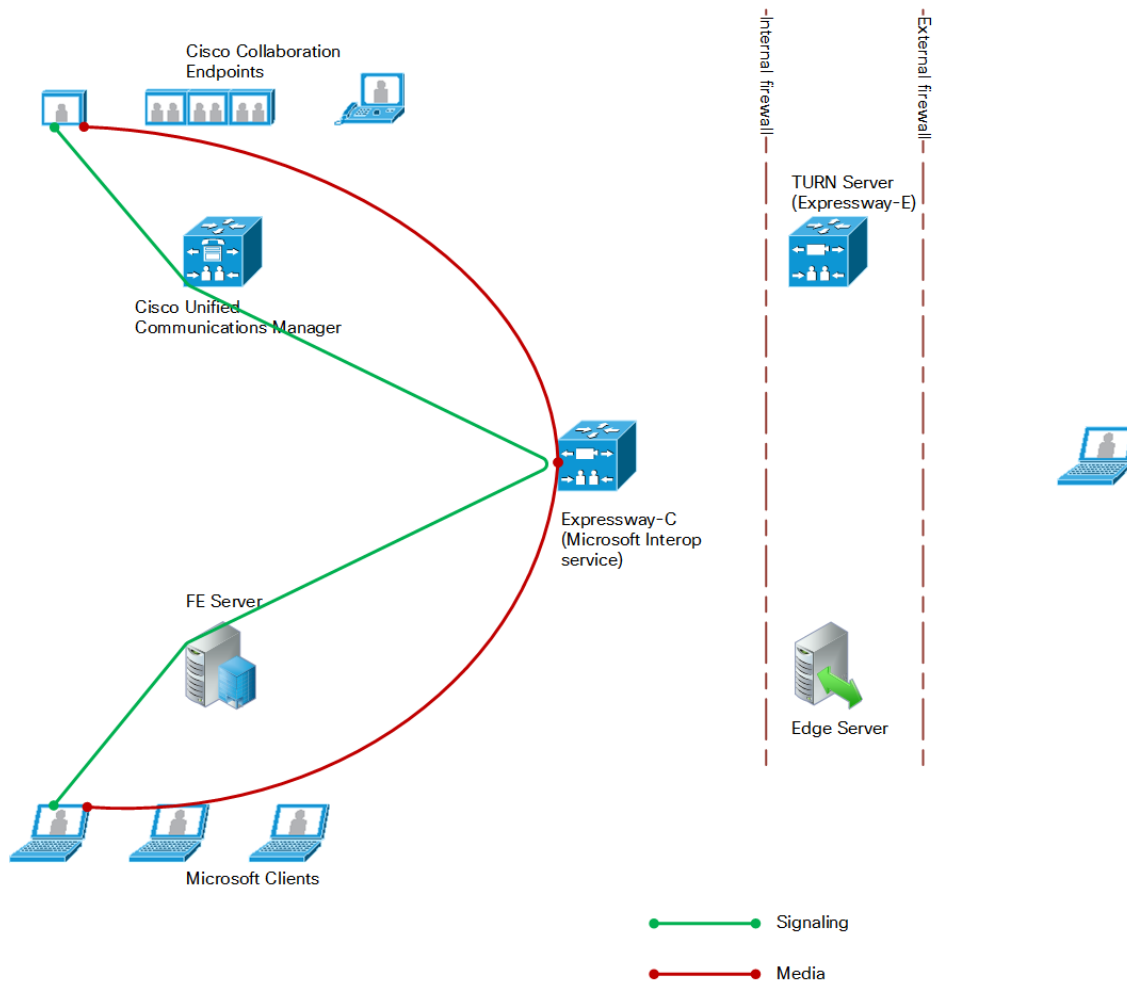 Cisco Collaboration
Endpoints
Internal firewall
External firewall
TURN Server
(Expressway-E)
Cisco Unified
Communications Manager
Expressway-C
(Microsoft Interop
service)
FE Server
Edge Server
Microsoft Clients
Signaling
Media